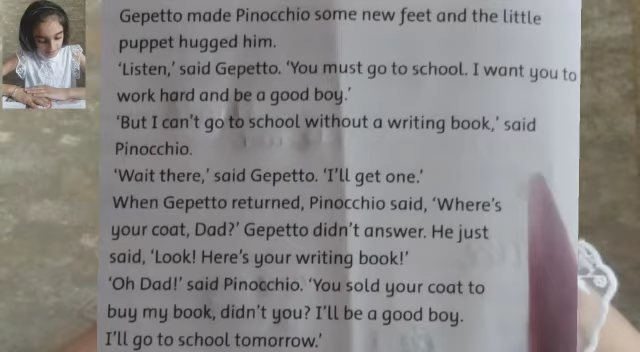 Gepetto made Pinocchio some new feet and the little
puppet hugged him.
‘Listen,’ said Gepetto. ‘You must go to school. I want you to
work hard and be a good boy.’
‘But I can’t go to school without a writing book,’ said
Pinocchio.
‘Wait there,’ said Gepetto. ‘I’ll get one.’
When Gepetto returned, Pinocchio said, ‘Where’s
your coat, Dad?’ Gepetto didn’t answer. He just
said, ‘Look! Here’s your writing book!’
‘Oh Dad!’ said Pinocchio. ‘You sold your coat to
buy my book, didn’t you? I’ll be a good boy.
I’ll go to school tomorrow.’